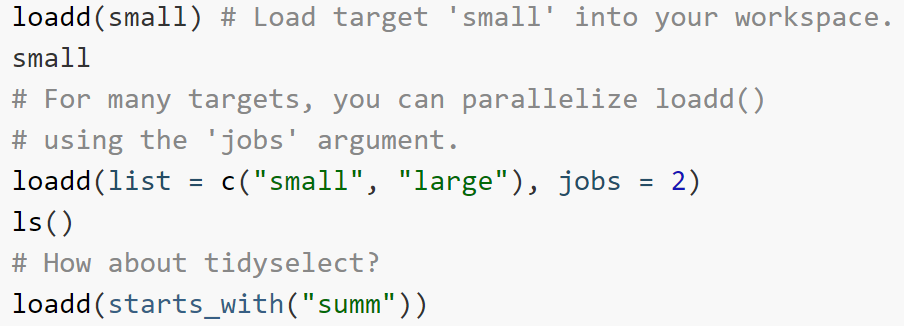 loadd(small) # Load target 'small' into your workspace.
small
# For many targets, you can parallelize loadd()
# using the 'jobs' argument.
loadd(list = c("small", "large"), jobs = 2)
ls()
# How about tidyselect?
loadd(starts_with("summ"))